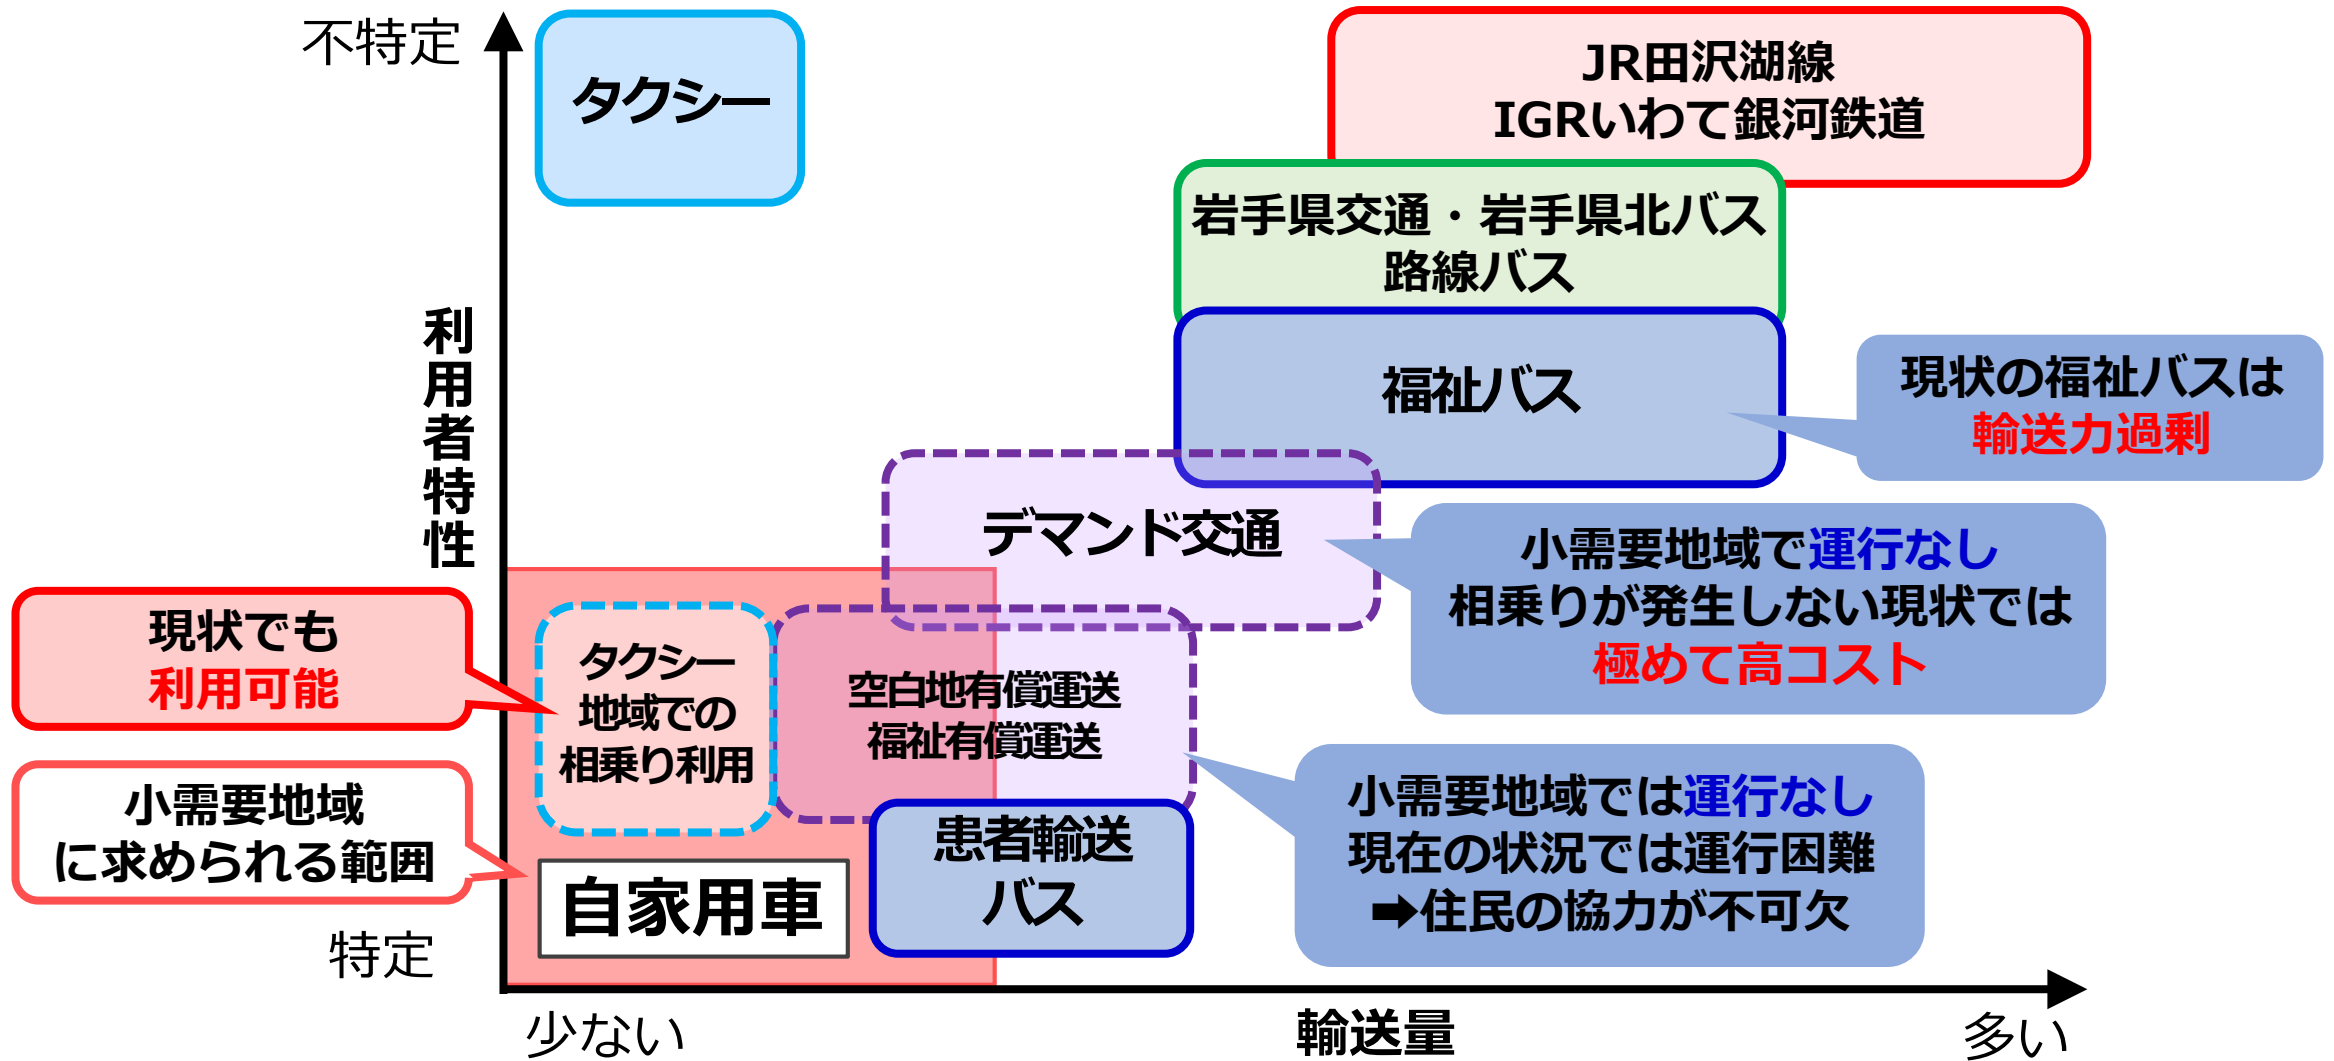 不特定
タクシー
JR田沢湖線
IGRいわて銀河鉄道
岩手県交通・岩手県北バス
路線バス
利用者特性
福祉バス
現状の福祉バスは
輸送力過剰
デマンド交通
小需要地域で運行なし
相乗りが発生しない現状では
極めて高コスト
現状でも
利用可能
タクシー
地域での
相乗り利用
空白地有償運送
福祉有償運送
小需要地域
に求められる範囲
自家用車
患者輸送
バス
小需要地域では運行なし
現在の状況では運行困難
➡住民の協力が不可欠
特定
少ない
輸送量
多い